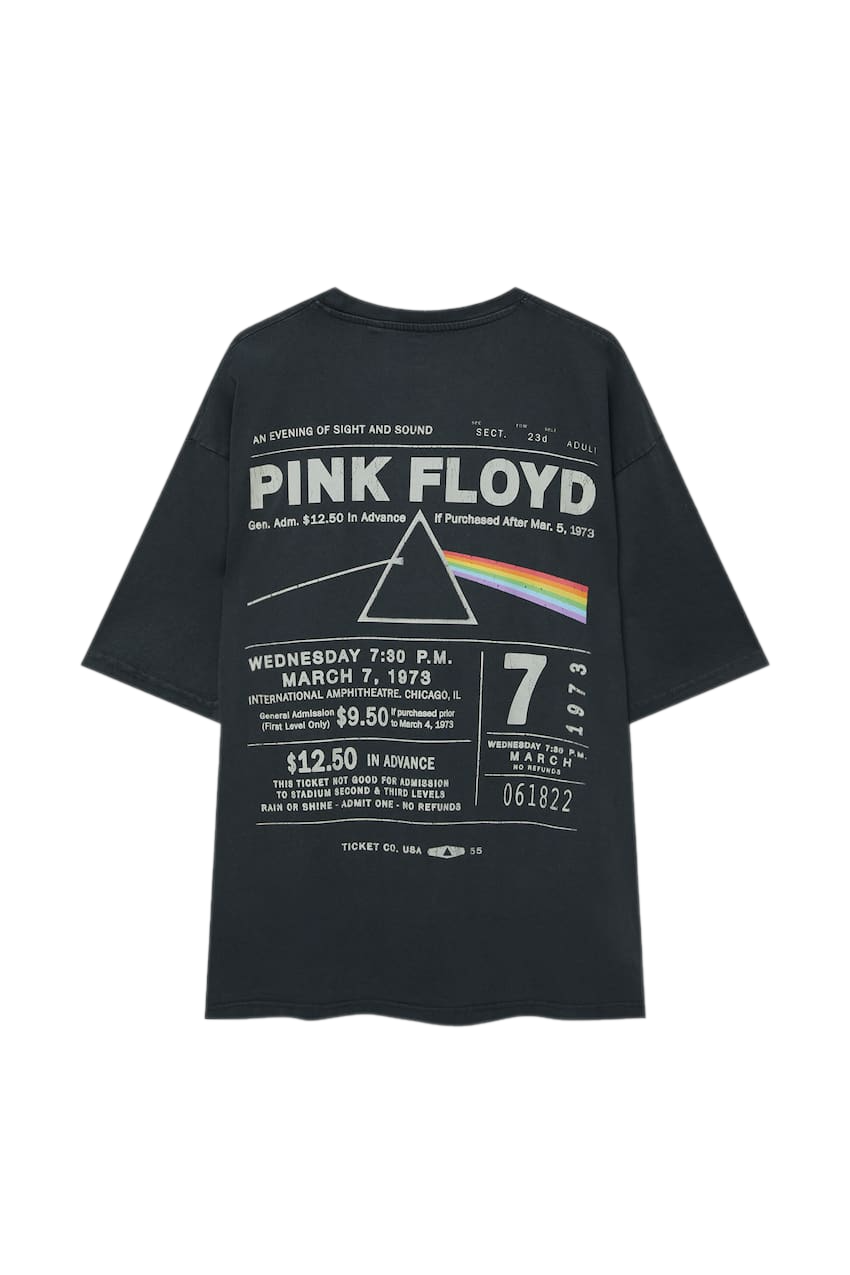 AN EVENING OF SIGHT AND SOUND
SECT. 23d ADULT
PINK FLOYD
Gen. Adm. $12.50 In Advance If Purchased After Mar. 5, 1973
WEDNESDAY 7:30 P.M.
MARCH 7, 1973
INTERNATIONAL AMPHITHEATRE. CHICAGO, IL
General Admission
(First Level Only)
$9.50
If purchased prior
to March 4, 1973
$12.50 IN ADVANCE
THIS TICKET NOT GOOD FOR ADMISSION
TO STADIUM SECOND & THIRD LEVELS
RAIN OR SHINE - ADMIT ONE - NO REFUNDS
7
1973
WEDNESDAY 7:30 P.M.
MARCH
NO REFUNDS
061822
TICKET CO. USA 55